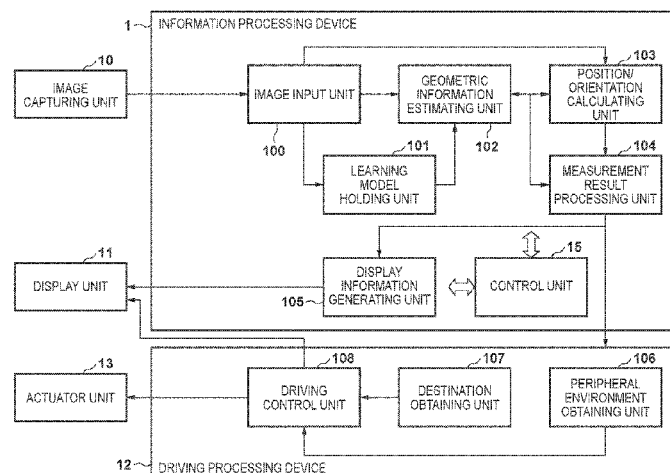 1
INFORMATION PROCESSING DEVICE
10
IMAGE
CAPTURING UNIT
IMAGE INPUT UNIT
100
GEOMETRIC
INFORMATION
ESTIMATING UNIT
102
103
POSITION/
ORIENTATION
CALCULATING
UNIT
101
LEARNING
MODEL
HOLDING UNIT
104
MEASUREMENT
RESULT
PROCESSING UNIT
11
DISPLAY UNIT
105
DISPLAY
INFORMATION
GENERATING UNIT
15
CONTROL UNIT
13
ACTUATOR UNIT
108
DRIVING
CONTROL UNIT
107
DESTINATION
OBTAINING UNIT
106
PERIPHERAL
ENVIRONMENT
OBTAINING UNIT
12
DRIVING PROCESSING DEVICE